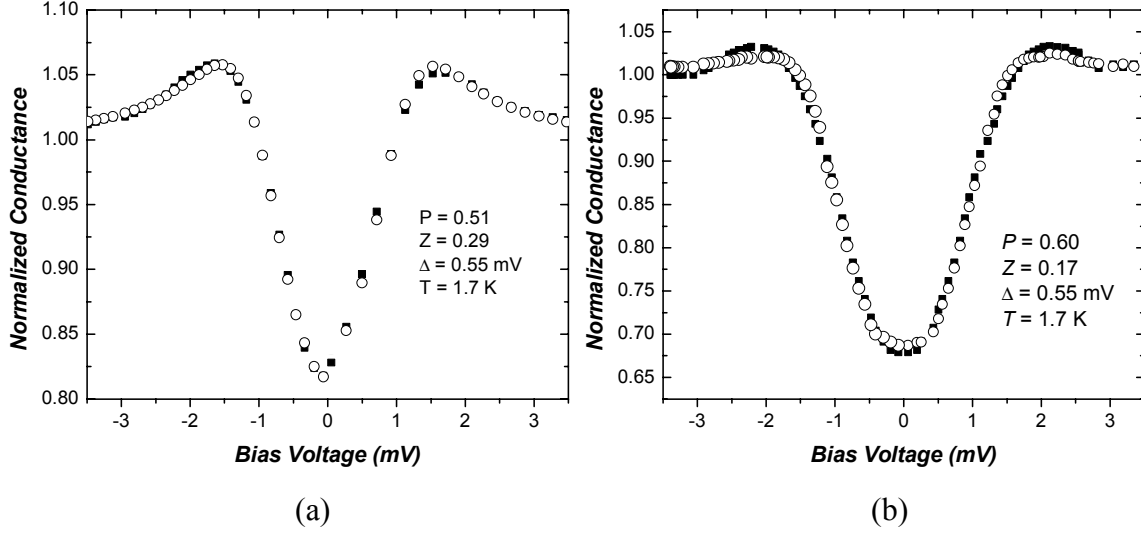 1.10
1.05
1.00
0.95
0.90
0.85
0.80
Normalized Conductance
P = 0.51
Z = 0.29
Δ = 0.55 mV
T = 1.7 K
-3 -2 -1 0 1 2 3
Bias Voltage (mV)
(a)
1.05
1.00
0.95
0.90
0.85
0.80
0.75
0.70
0.65
Normalized Conductance
P = 0.60
Z = 0.17
Δ = 0.55 mV
T = 1.7 K
-3 -2 -1 0 1 2 3
Bias Voltage (mV)
(b)